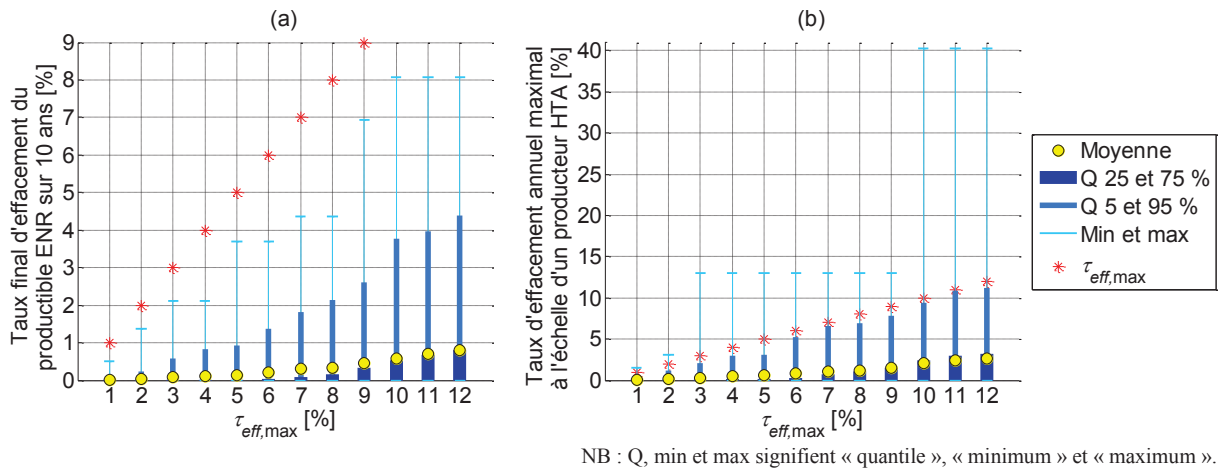 (a)
Taux final d'effacement du
productible ENR sur 10 ans [%]
9
8
7
6
5
4
3
2
1
0
1 2 3 4 5 6 7 8 9 10 11 12
τeff,max [%]
(b)
Taux d'effacement annuel maximal
à l'échelle d'un producteur HTA [%]
40
35
30
25
20
15
10
5
0
1 2 3 4 5 6 7 8 9 10 11 12
τeff,max [%]
Moyenne
Q 25 et 75 %
Q 5 et 95 %
Min et max
τeff,max
NB : Q, min et max signifient « quantile », « minimum » et « maximum ».